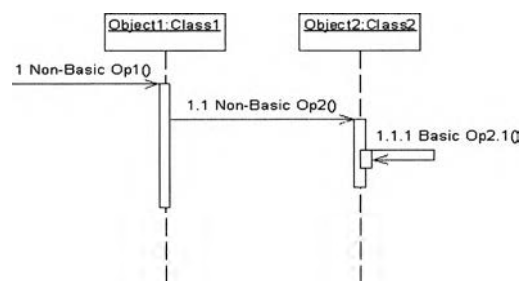 Object1:Class1
Object2:Class2
1 Non-Basic Op1()
1.1 Non-Basic Op2()
1.1.1 Basic Op2.1()